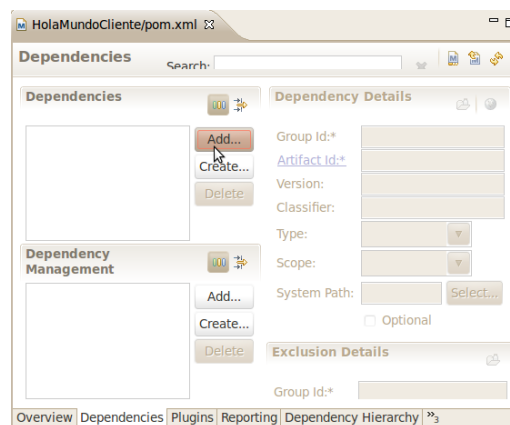 HolaMundoCliente/pom.xml
Dependencies
Search:
Dependencies
Add...
Create...
Delete
Dependency Details
Group Id:*
Artifact Id:*
Version:
Classifier:
Type:
Scope:
System Path:
Select...
Optional
Dependency
Management
Add...
Create...
Delete
Exclusion Details
Group Id:*
Overview Dependencies Plugins Reporting Dependency Hierarchy »3